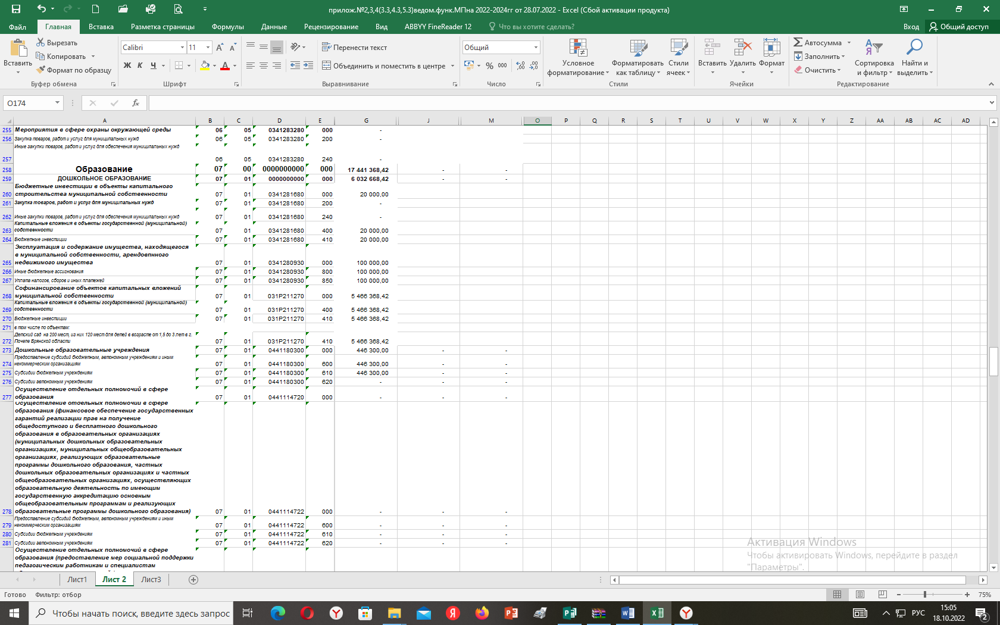 прилож.№2,3,4(3.3,4.3,5.3)ведом.функ.МПна 2022-2024гг от 28.07.2022 - Excel (Сбой активации продукта)
Файл Главная Вставка Разметка страницы Формулы Данные Рецензирование Вид ABBYY FineReader 12 Что вы хотите сделать? Вход Общий доступ
Вставить
Вырезать
Копировать
Формат по образцу
Буфер обмена
Calibri 11
Ж К Ч А
Шрифт
Перенести текст
Объединить и поместить в центре
Выравнивание
Общий
% 000
Число
Условное форматирование
Форматировать как таблицу
Стили ячеек
Стили
Вставить Удалить Формат
Ячейки
Автосумма
Заполнить
Очистить
Сортировка и фильтр
Найти и выделить
Редактирование
O174 fx
A B C D E G J M O P Q R S T U V W X Y Z AA AB AC AD
255 Мероприятия в сфере охраны окружающей среды 06 05 0341283280 000 -
256 Закупка товаров, работ и услуг для муниципальных нужд 06 05 0341283280 200 -
Иные закупки товаров, работ и услуг для обеспечения муниципальных нужд
257 06 05 0341283280 240 -
258 Образование 07 00 0000000000 000 17 441 368,42 - -
259 ДОШКОЛЬНОЕ ОБРАЗОВАНИЕ 07 01 0000000000 000 6 032 668,42 - -
Бюджетные инвестиции в объекты капитального
260 строительства муниципальной собственности 07 01 0341281680 000 20 000,00
261 Закупка товаров, работ и услуг для муниципальных нужд 07 01 0341281680 200 -
262 Иные закупки товаров, работ и услуг для обеспечения муниципальных нужд 07 01 0341281680 240 -
Капитальные вложения в объекты государственной (муниципальной)
263 собственности 07 01 0341281680 400 20 000,00
264 Бюджетные инвестиции 07 01 0341281680 410 20 000,00
Эксплуатация и содержание имущества, находящегося
в муниципальной собственности, арендовпнного
265 недвижимого имущества 07 01 0341280930 000 100 000,00
266 Иные бюджетные ассигнования 07 01 0341280930 800 100 000,00
267 Уплата налогов, сборов и иных платежей 07 01 0341280930 850 100 000,00
Софинансирование объектов капитальных вложений
268 муниципальной собственности 07 01 031P211270 000 5 466 368,42
Капитальные вложения в объекты государственной (муниципальной)
269 собственности 07 01 031P211270 400 5 466 368,42
270 Бюджетные инвестиции 07 01 031P211270 410 5 466 368,42
271 в том числе по объектам:
Детский сад на 200 мест, из них 120 мест для детей в возрасте от 1,5 до 3 лет в г.
272 Почепе Брянской области 07 01 031P211270 410 5 466 368,42
273 Дошкольные образовательные учреждения 07 01 0441180300 000 446 300,00 - -
Предоставление субсидий бюджетным, автономным учреждениям и иным
274 некоммерческим организациям 07 01 0441180300 600 446 300,00 - -
275 Субсидии бюджетным учреждениям 07 01 0441180300 610 446 300,00 - -
276 Субсидии автономным учреждениям 07 01 0441180300 620 - - -
Осуществление отдельных полномочий в сфере
277 образования 07 01 0441114720 000 - - -
Осуществление отдельных полномочий в сфере
образования (финансовое обеспечение государственных
гарантий реализации прав на получение
общедоступного и бесплатного дошкольного
образования в образовательных организациях
(муниципальных дошкольных образовательных
организациях, муниципальных общеобразовательных
организациях, реализующих образовательные
программы дошкольного образования, частных
дошкольных образовательных организациях и частных
общеобразовательных организациях, осуществляющих
образовательную деятельность по имеющим
государственную аккредитацию основным
общеобразовательным программам и реализующих
278 образовательные программы дошкольного образования) 07 01 0441114722 000 - - -
Предоставление субсидий бюджетным, автономным учреждениям и иным
279 некоммерческим организациям 07 01 0441114722 600 - - -
280 Субсидии бюджетным учреждениям 07 01 0441114722 610 - - -
281 Субсидии автономным учреждениям 07 01 0441114722 620 - - -
Осуществление отдельных полномочий в сфере
образования (предоставление мер социальной поддержки
педагогическим работникам и специалистам
Активация Windows
Чтобы активировать Windows, перейдите в раздел
"Параметры".
Лист1 Лист 2 Лист3
Готово Фильтр: отбор 75%
Чтобы начать поиск, введите здесь запрос
РУС 15:05
18.10.2022 2